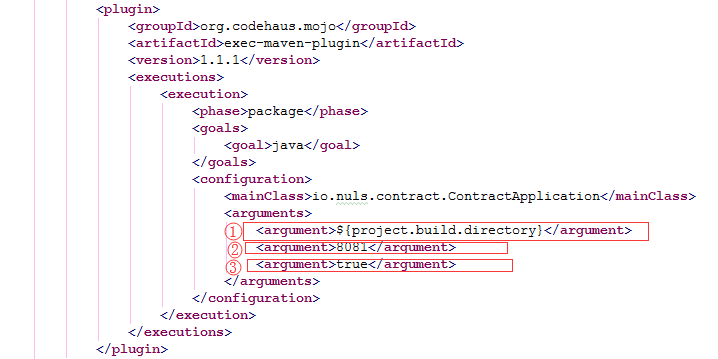 <plugin>
<groupId>org.codehaus.mojo</groupId>
<artifactId>exec-maven-plugin</artifactId>
<version>1.1.1</version>
<executions>
<execution>
<phase>package</phase>
<goals>
<goal>java</goal>
</goals>
<configuration>
<mainClass>io.nuls.contract.ContractApplication</mainClass>
<arguments>
① <argument>${project.build.directory}</argument>
② <argument>8081</argument>
③ <argument>true</argument>
</arguments>
</configuration>
</execution>
</executions>
</plugin>